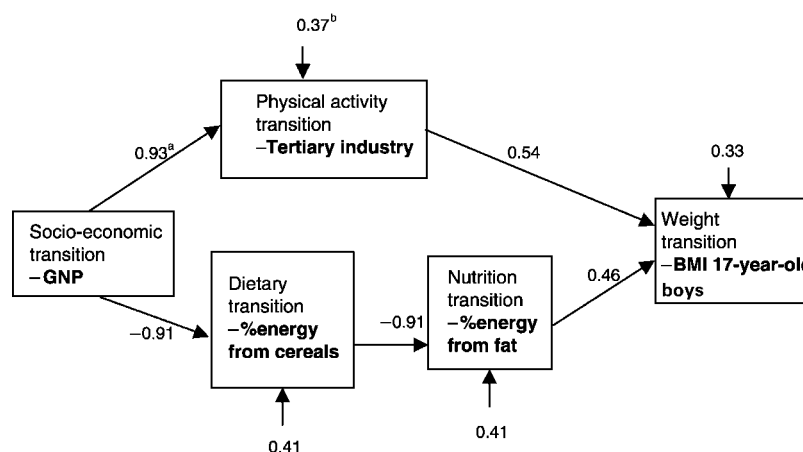 0.37b
Physical activity
transition
–Tertiary industry
0.93a
0.54
0.33
Socio-economic
transition
–GNP
Weight
transition
–BMI 17-year-old
boys
Dietary
transition
–%energy
from cereals
Nutrition
transition
–%energy
from fat
–0.91
–0.91
0.46
0.41
0.41